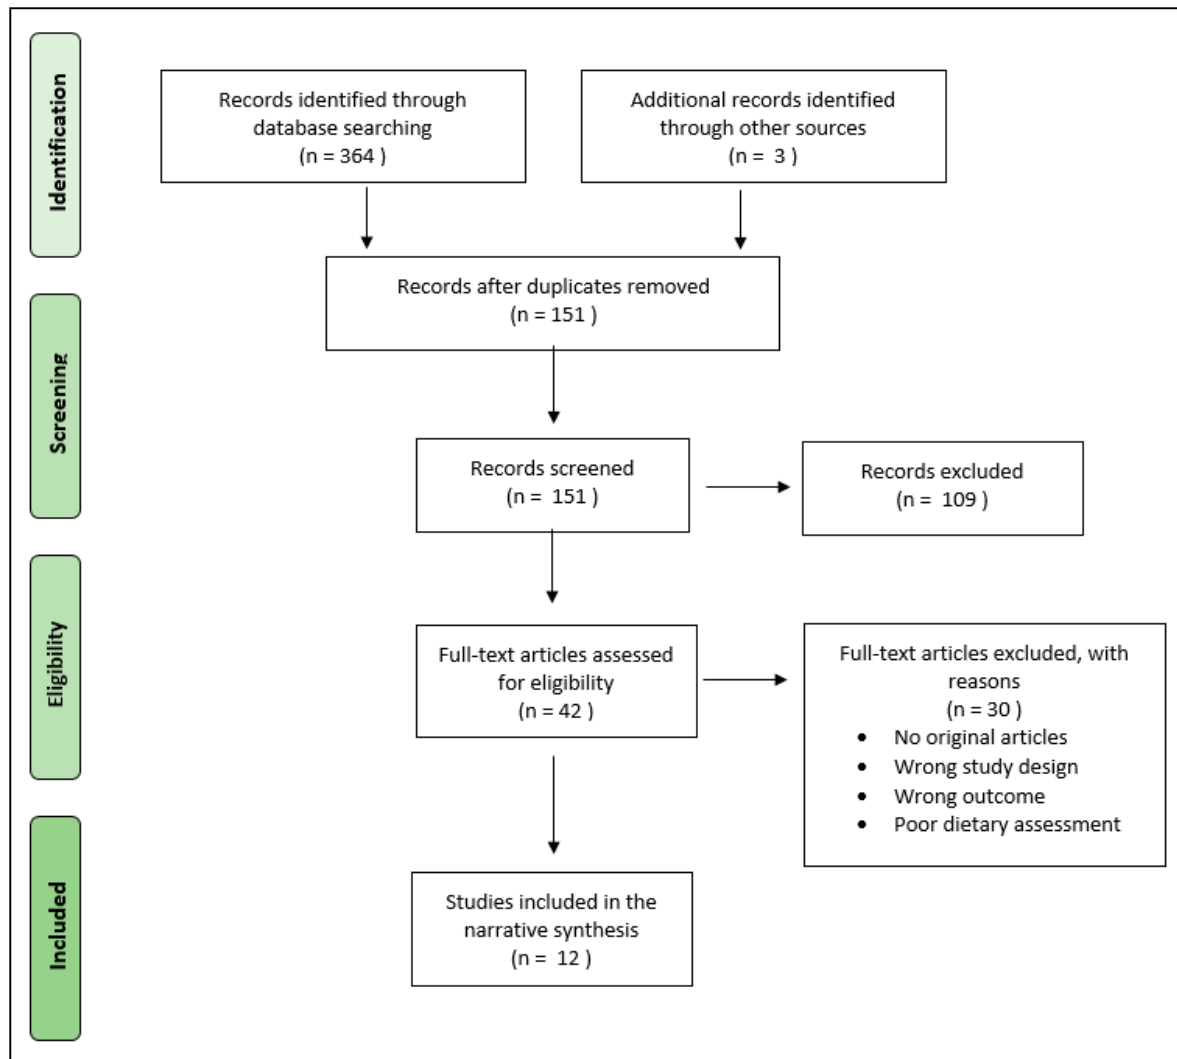 Identification
Records identified through
database searching
(n = 364 )
Additional records identified
through other sources
(n =  3 )
Records after duplicates removed
(n = 151 )
Screening
Records screened
(n =  151 )
Records excluded
(n =  109 )
Eligibility
Full-text articles assessed
for eligibility
(n = 42 )
Full-text articles excluded, with
reasons
(n = 30 )
• No original articles
• Wrong study design
• Wrong outcome
• Poor dietary assessment
Included
Studies included in the
narrative synthesis
(n =  12 )